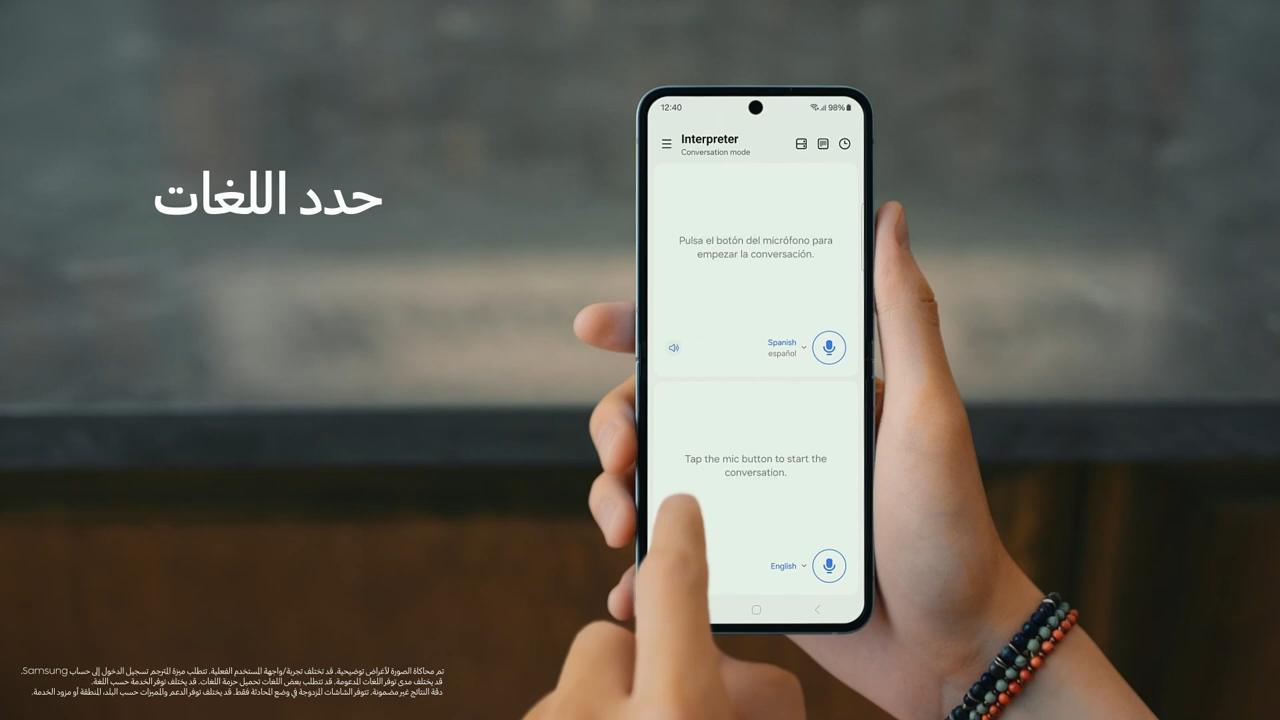 حدد اللغات
12:40
98%
Interpreter
Conversation mode
Pulsa el botón del micrófono para
empezar la conversación.
Spanish
español
Tap the mic button to start the
conversation.
English
تم محاكاة الصورة لأغراض توضيحية. قد تختلف تجربة/واجهة المستخدم الفعلية. تتطلب ميزة المترجم تسجيل الدخول إلى حساب Samsung.
قد يختلف مدى توفر اللغات المدعومة. قد تتطلب بعض اللغات تحميل حزمة اللغات. قد يختلف توفر الخدمة حسب اللغة.
دقة النتائج غير مضمونة. تتوفر الشاشات المزدوجة في وضع المحادثة فقط. قد يختلف توفر الدعم والمميزات حسب البلد، المنطقة أو مزود الخدمة.